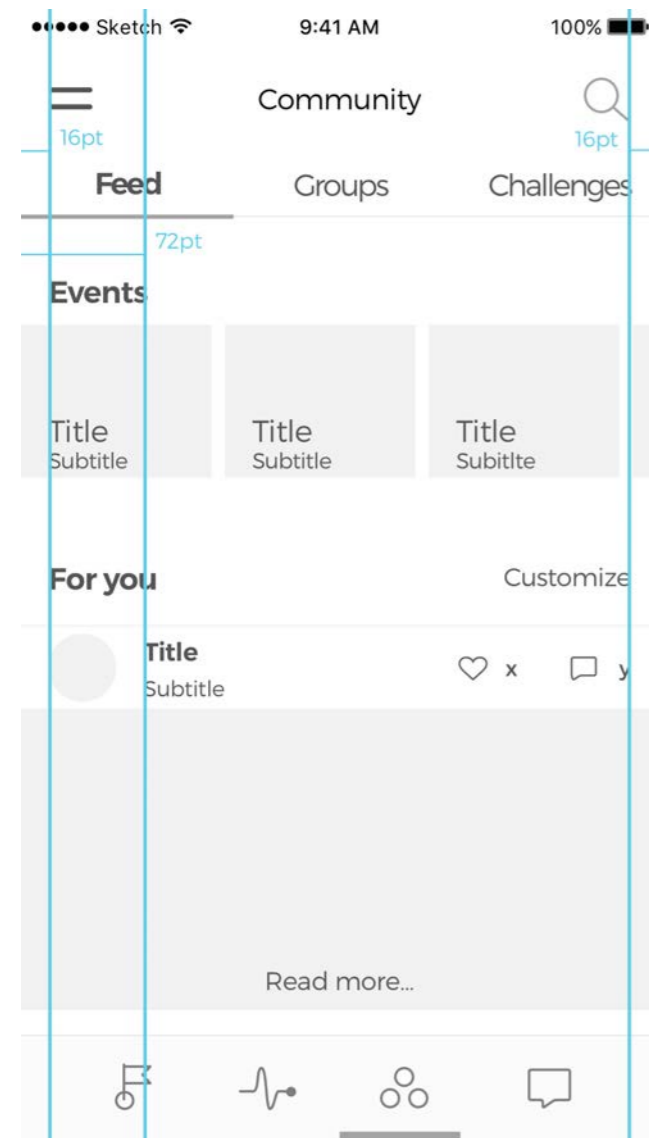 Sketch 9:41 AM 100%
Community
16pt 16pt
Feed Groups Challenges
72pt
Events
Title Title Title
Subtitle Subtitle Subitlte
For you Customize
Title
x y
Subtitle
Read more...